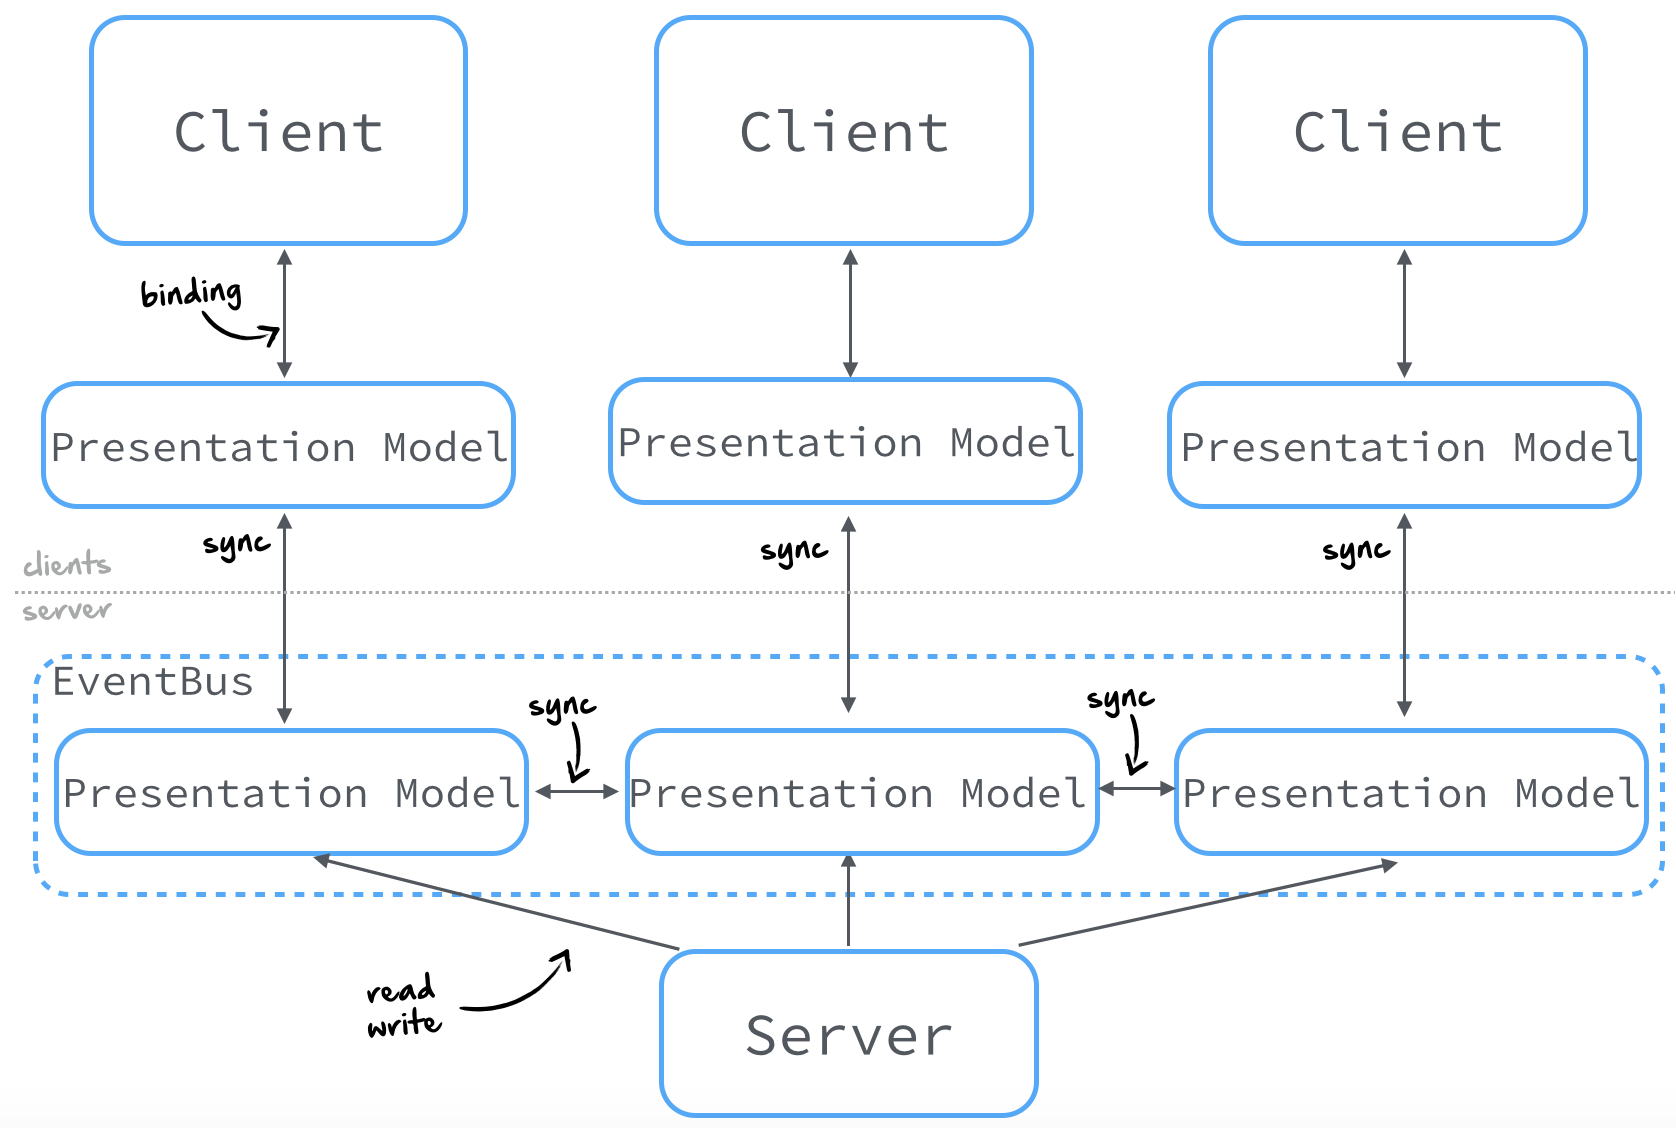 Client
Client
Client
binding
Presentation Model
Presentation Model
Presentation Model
sync
sync
sync
clients
server
EventBus
sync
sync
Presentation Model
Presentation Model
Presentation Model
read
write
Server